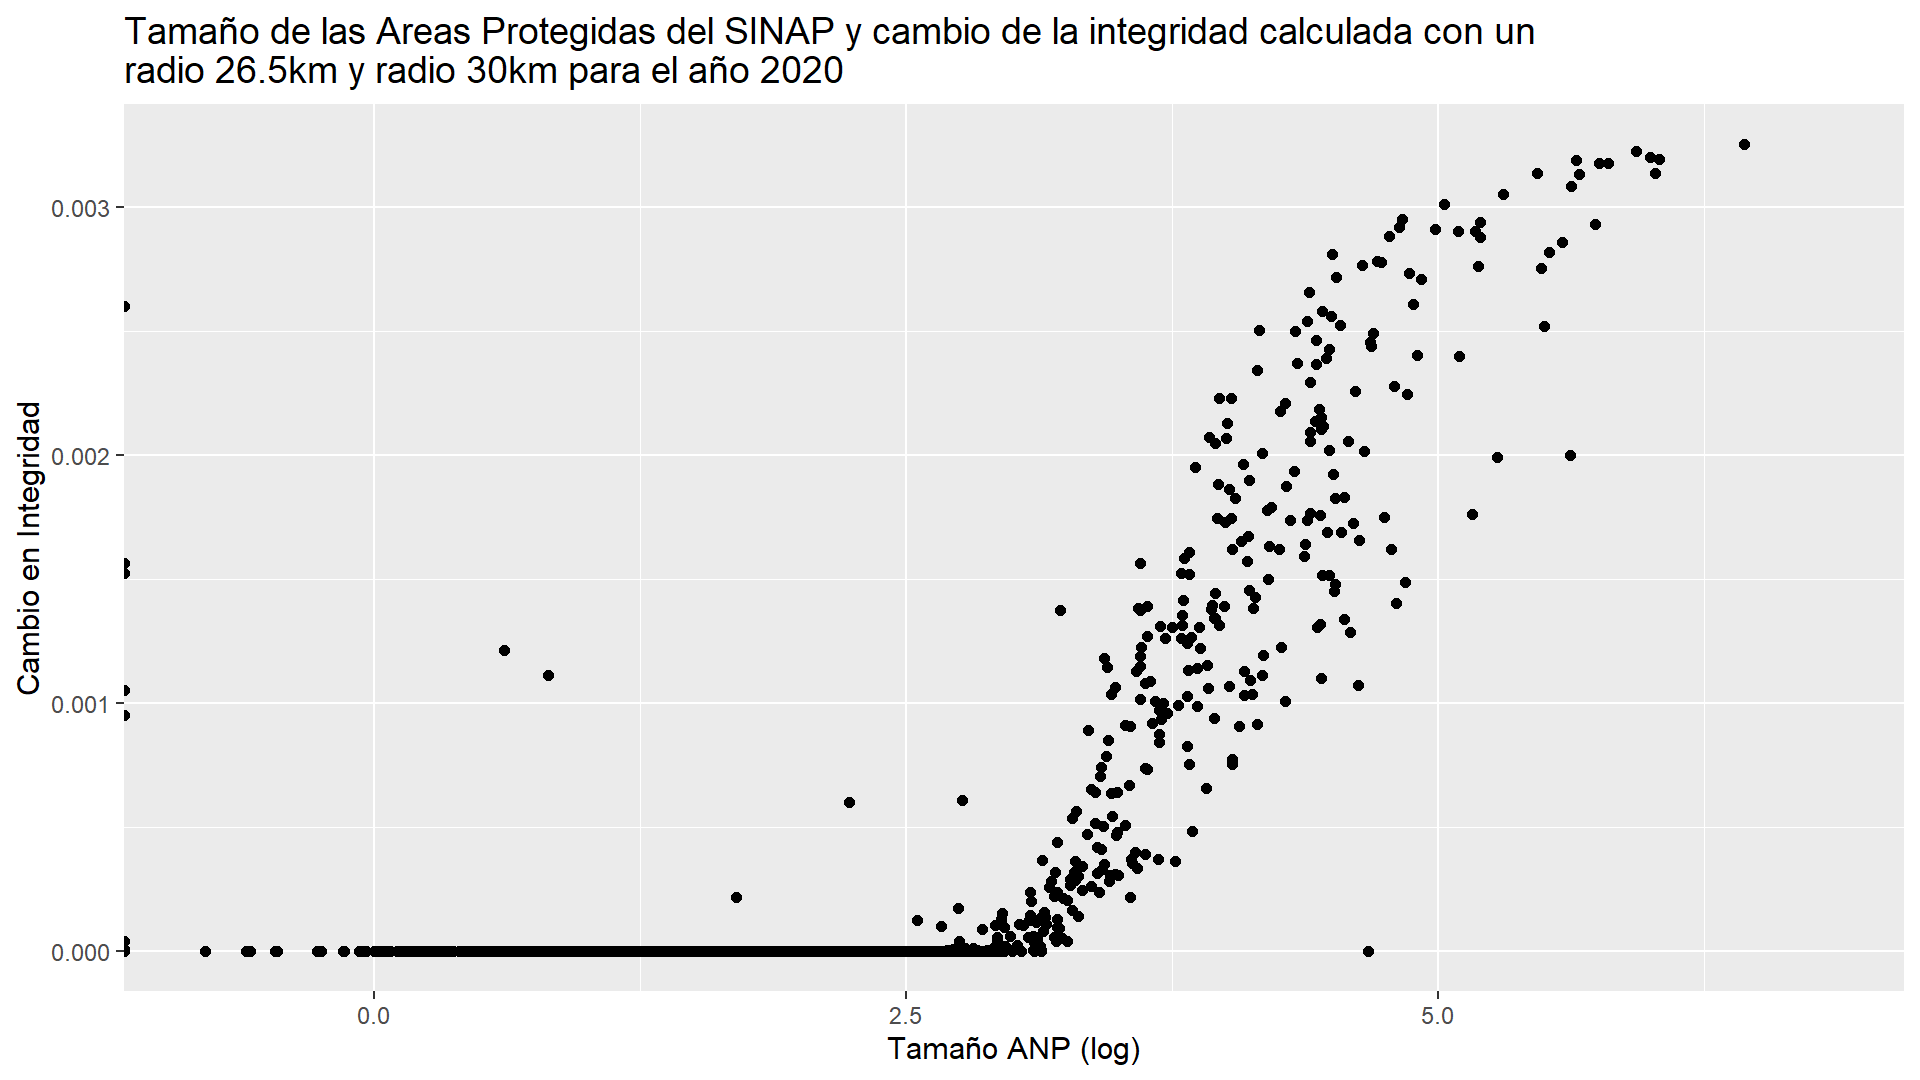 Tamaño de las Areas Protegidas del SINAP y cambio de la integridad calculada con un
radio 26.5km y radio 30km para el año 2020
Cambio en Integridad
0.003
0.002
0.001
0.000
0.0
2.5
5.0
Tamaño ANP (log)